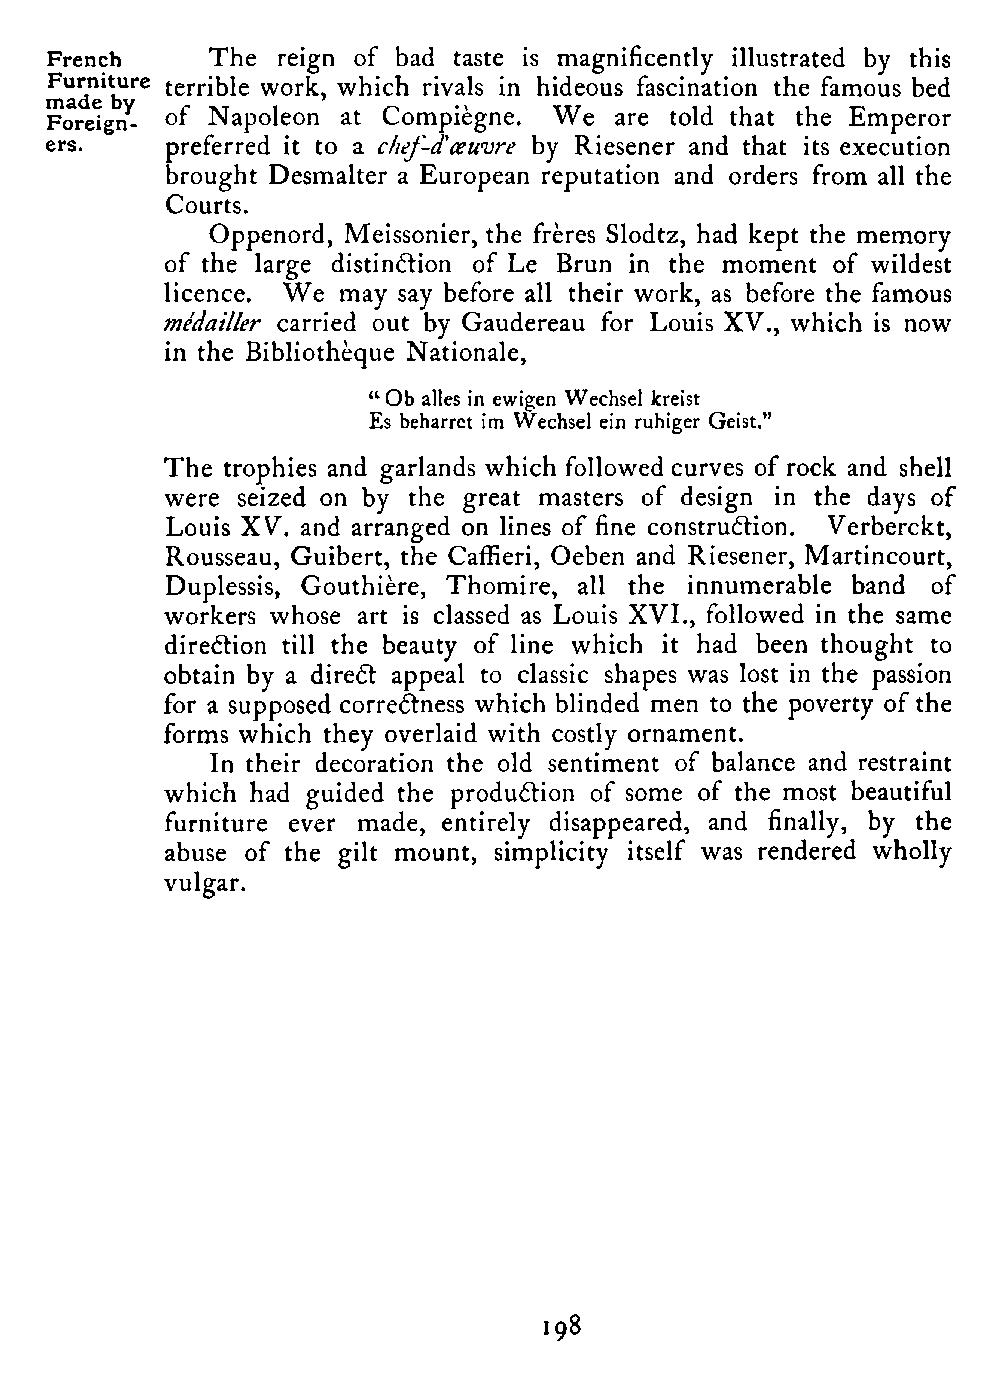 French
Furniture
made by
Foreign-
ers.
The reign of bad taste is magnificently illustrated by this
terrible work, which rivals in hideous fascination the famous bed
of Napoleon at Compiègne. We are told that the Emperor
preferred it to a chef-d'œuvre by Riesener and that its execution
brought Desmalter a European reputation and orders from all the
Courts.
Oppenord, Meissonier, the frères Slodtz, had kept the memory
of the large distinction of Le Brun in the moment of wildest
licence. We may say before all their work, as before the famous
médailler carried out by Gaudereau for Louis XV., which is now
in the Bibliothèque Nationale,
“Ob alles in ewigen Wechsel kreist
Es beharret im Wechsel ein ruhiger Geist.”
The trophies and garlands which followed curves of rock and shell
were seized on by the great masters of design in the days of
Louis XV. and arranged on lines of fine construction. Verberckt,
Rousseau, Guibert, the Caffieri, Oeben and Riesener, Martincourt,
Duplessis, Gouthière, Thomire, all the innumerable band of
workers whose art is classed as Louis XVI., followed in the same
direction till the beauty of line which it had been thought to
obtain by a direct appeal to classic shapes was lost in the passion
for a supposed correctness which blinded men to the poverty of the
forms which they overlaid with costly ornament.
In their decoration the old sentiment of balance and restraint
which had guided the production of some of the most beautiful
furniture ever made, entirely disappeared, and finally, by the
abuse of the gilt mount, simplicity itself was rendered wholly
vulgar.
198